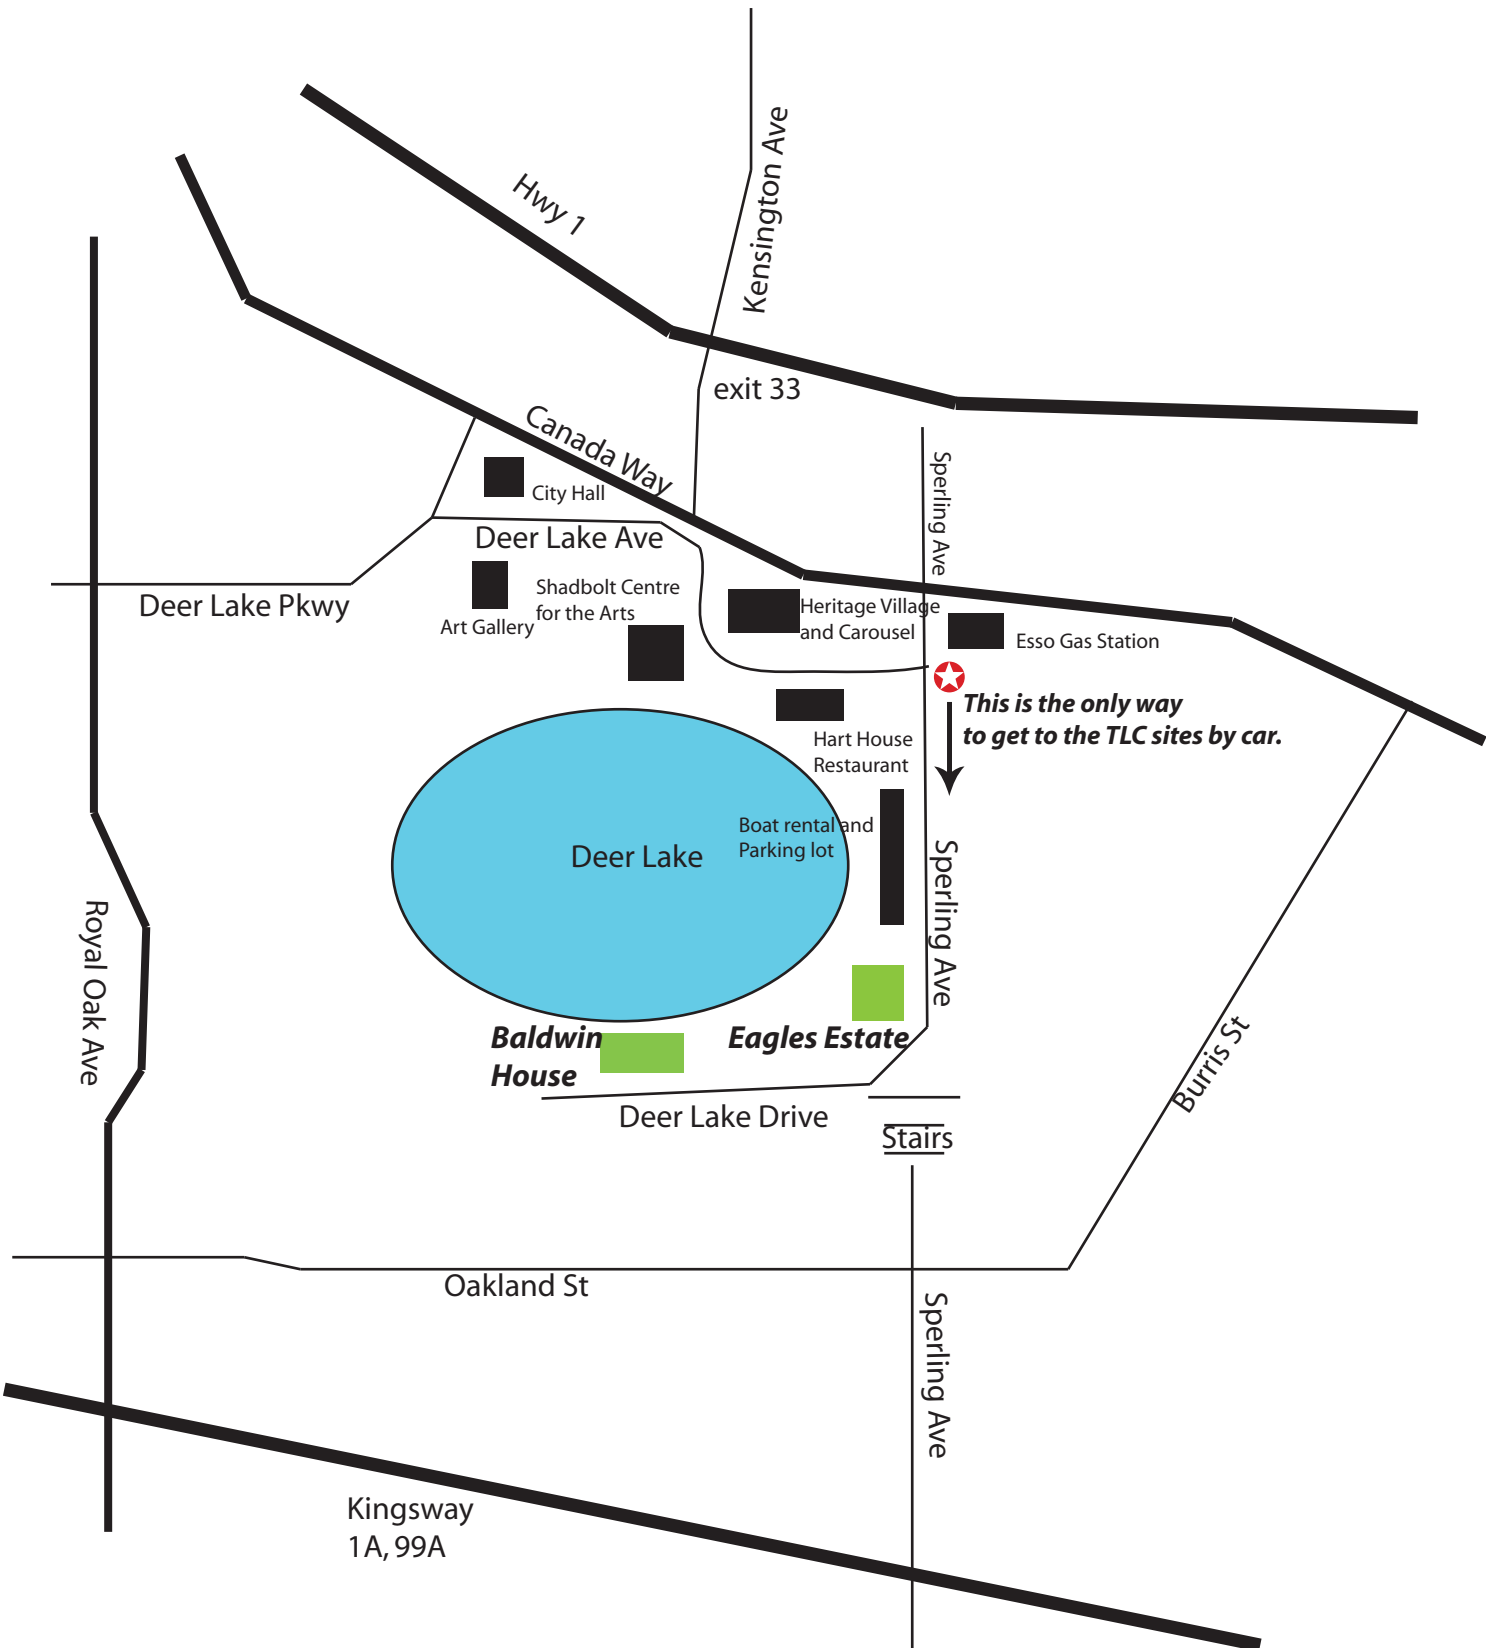 Kensington Ave
Hwy 1
exit 33
Canada Way
Sperling Ave
City Hall
Deer Lake Ave
Deer Lake Pkwy
Art Gallery
Shadbolt Centre
for the Arts
Heritage Village
and Carousel
Esso Gas Station
This is the only way
to get to the TLC sites by car.
Hart House
Restaurant
Boat rental and
Parking lot
Deer Lake
Sperling Ave
Royal Oak Ave
Baldwin
House
Eagles Estate
Burris St
Deer Lake Drive
Stairs
Oakland St
Sperling Ave
Kingsway
1A, 99A